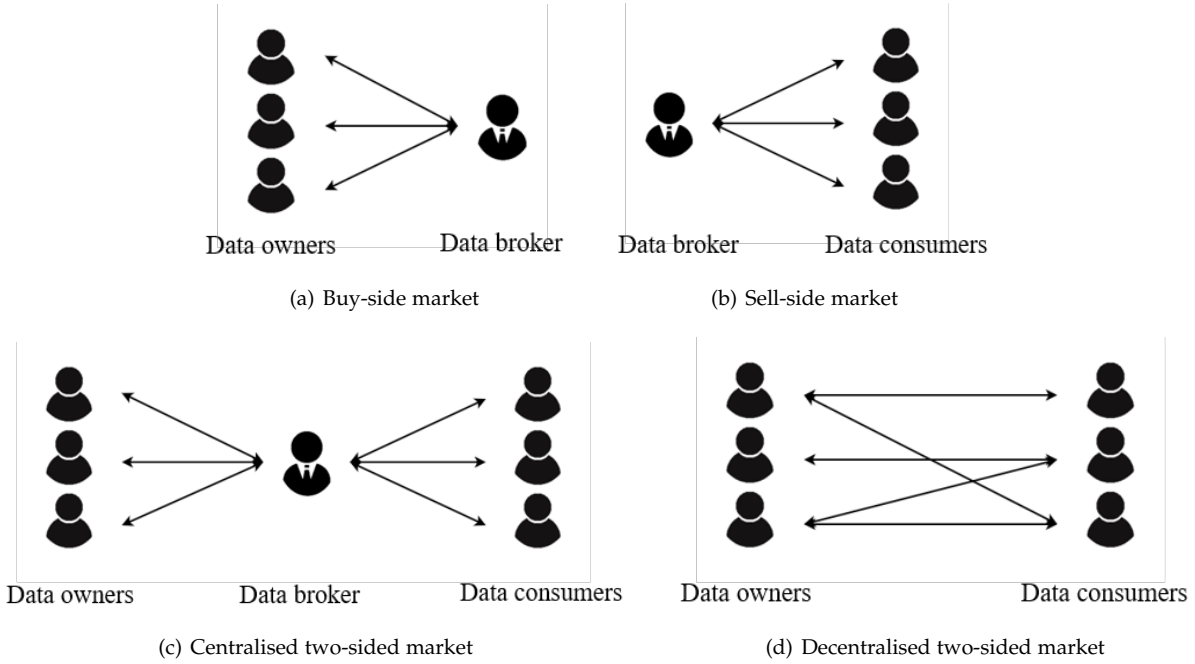 Data owners
Data broker
(a) Buy-side market
Data broker
Data consumers
(b) Sell-side market
Data owners
Data broker
Data consumers
(c) Centralised two-sided market
Data owners
Data consumers
(d) Decentralised two-sided market